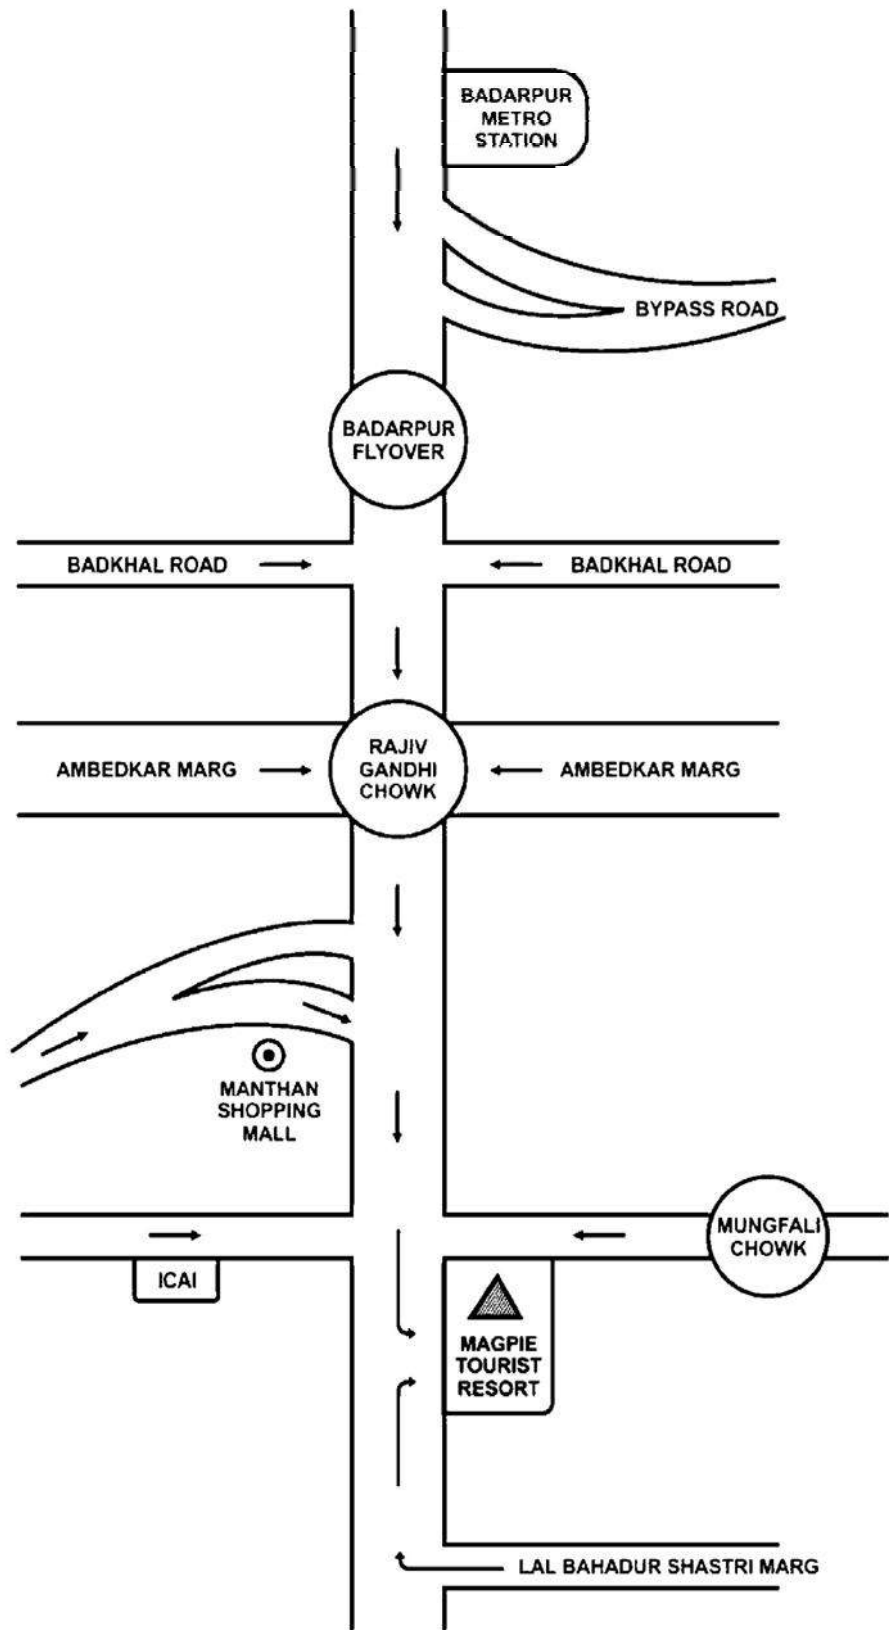 BADARPUR
METRO
STATION
BYPASS ROAD
BADARPUR
FLYOVER
BADKHAL ROAD
BADKHAL ROAD
AMBEDKAR MARG
RAJIV
GANDHI
CHOWK
AMBEDKAR MARG
MANTHAN
SHOPPING
MALL
MUNGFALI
CHOWK
ICAI
MAGPIE
TOURIST
RESORT
LAL BAHADUR SHASTRI MARG